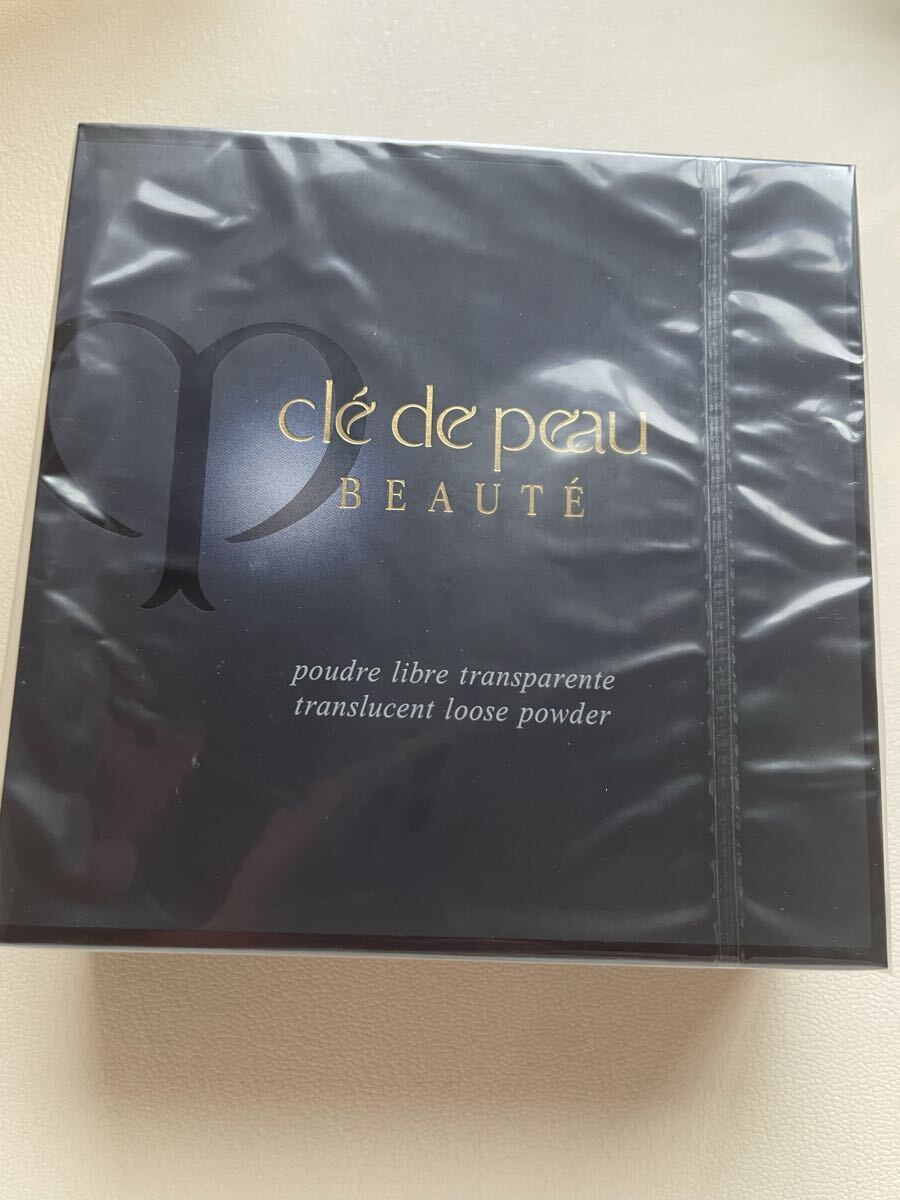 clé de peau
BEAUTÉ
poudre libre transparente
translucent loose powder